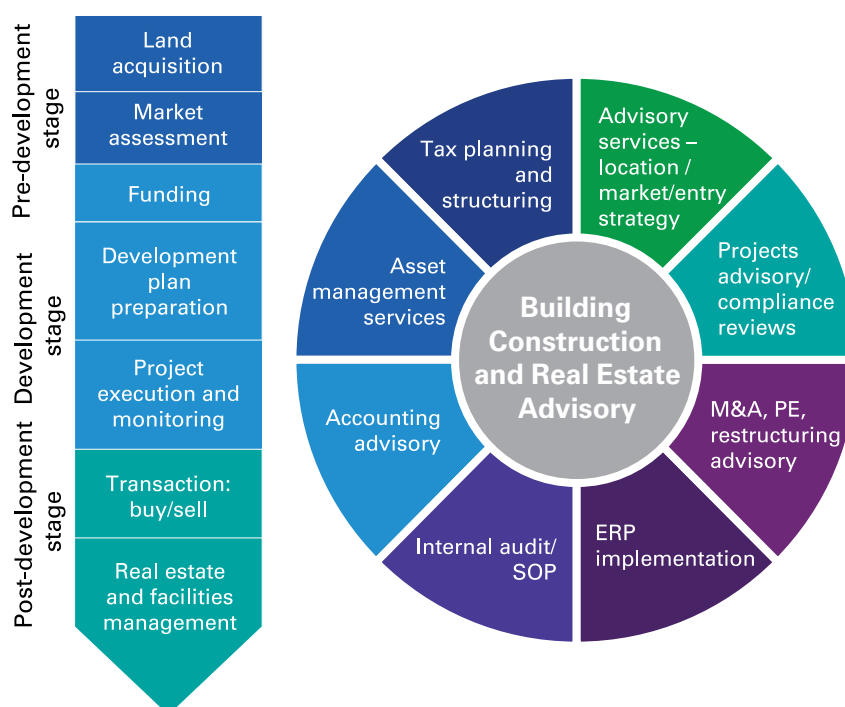 Pre-development
stage
Land
acquisition
Market
assessment
Funding
Development
stage
Development
plan
preparation
Project
execution and
monitoring
Post-development
stage
Transaction:
buy/sell
Real estate
and facilities
management
Building
Construction
and Real Estate
Advisory
Advisory
services –
location /
market/entry
strategy
Projects
advisory/
compliance
reviews
M&A, PE,
restructuring
advisory
ERP
implementation
Internal audit/
SOP
Accounting
advisory
Asset
management
services
Tax planning
and
structuring